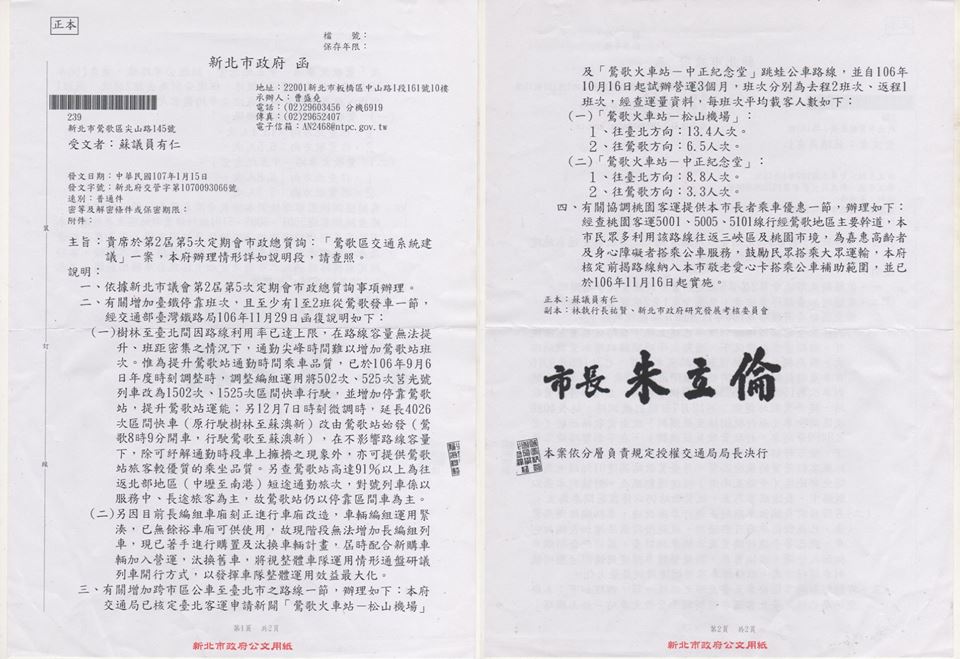 正本
檔　　號：
保存年限：
新北市政府 函
地址：22001新北市板橋區中山路1段161號10樓
承辦人：曹盛堯
電話：(02)29603456 分機6919
傳真：(02)29652407
電子信箱：AN2468@ntpc.gov.tw
239
新北市鶯歌區尖山路145號
受文者：蘇議員有仁
發文日期：中華民國107年1月15日
發文字號：新北府交管字第1070093066號
速別：普通件
密等及解密條件或保密期限：
附件：
主旨：貴席於第2屆第5次定期會市政總質詢：「鶯歌區交通系統建
議」一案，本府辦理情形詳如說明段，請查照。
說明：
一、依據新北市議會第2屆第5次定期會市政總質詢事項辦理。
二、有關增加臺鐵停靠班次，且至少有1至2班從鶯歌發車一節，
經交通部臺灣鐵路局106年11月29日函復說明如下：
(一)樹林至臺北間因路線利用率已達上限，在路線容量無法提
升、班距密集之情況下，通勤尖峰時間難以增加鶯歌站班
次。惟為提升鶯歌站通勤時間乘車品質，已於106年9月6
日年度時刻調整時，調整編組運用將502次、525次莒光號
列車改為1502次、1525次區間快車行駛，並增加停靠鶯歌
站，提升鶯歌站運能；另12月7日時刻微調時，延長4026
次區間快車（原行駛樹林至蘇澳新）改由鶯歌站始發（鶯
歌8時9分開車，行駛鶯歌至蘇澳新），在不影響路線容量
下，除可紓解通勤時段車上擁擠之現象外，亦可提供鶯歌
站旅客較優質的乘坐品質。另查鶯歌站高達91%以上為往
返北部地區（中壢至南港）短途通勤旅次，對號列車係以
服務中、長途旅客為主，故鶯歌站仍以停靠區間車為主。
(二)另因目前長編組車廂刻正進行車廂改造，車輛編組運用緊
湊，已無餘裕車廂可供使用，故現階段無法增加長編組列
車，現已著手進行購置及汰換車輛計畫，屆時配合新購車
輛加入營運，汰換舊車，將視整體車隊運用情形通盤研議
列車開行方式，以發揮車隊整體運用效益最大化。
三、有關增加跨市區公車至臺北市之路線一節，辦理如下：本府
交通局已核定臺北客運申請新闢「鶯歌火車站－松山機場」
裝
訂
線
第1頁　共2頁
新北市政府公文用紙
及「鶯歌火車站－中正紀念堂」跳蛙公車路線，並自106年
10月16日起試辦營運3個月，班次分別為去程2班次、返程1
班次，經查運量資料，每班次平均載客人數如下：
(一)「鶯歌火車站－松山機場」：
1、往臺北方向：13.4人次。
2、往鶯歌方向：6.5人次。
(二)「鶯歌火車站－中正紀念堂」：
1、往臺北方向：8.8人次。
2、往鶯歌方向：3.3人次。
四、有關協調桃園客運提供本市長者乘車優惠一節，辦理如下：
經查桃園客運5001、5005、5101線行經鶯歌地區主要幹道，本
市民眾多利用該路線往返三峽區及桃園市境，為嘉惠高齡者
及身心障礙者搭乘公車服務，鼓勵民眾搭乘大眾運輸，本府
核定前揭路線納入本市敬老愛心卡搭乘公車補助範圍，並已
於106年11月16日起實施。
正本：蘇議員有仁
副本：林執行長祐賢、新北市政府研究發展考核委員會
市長 朱立倫
本案依分層負責規定授權交通局局長決行
第2頁　共2頁
新北市政府公文用紙